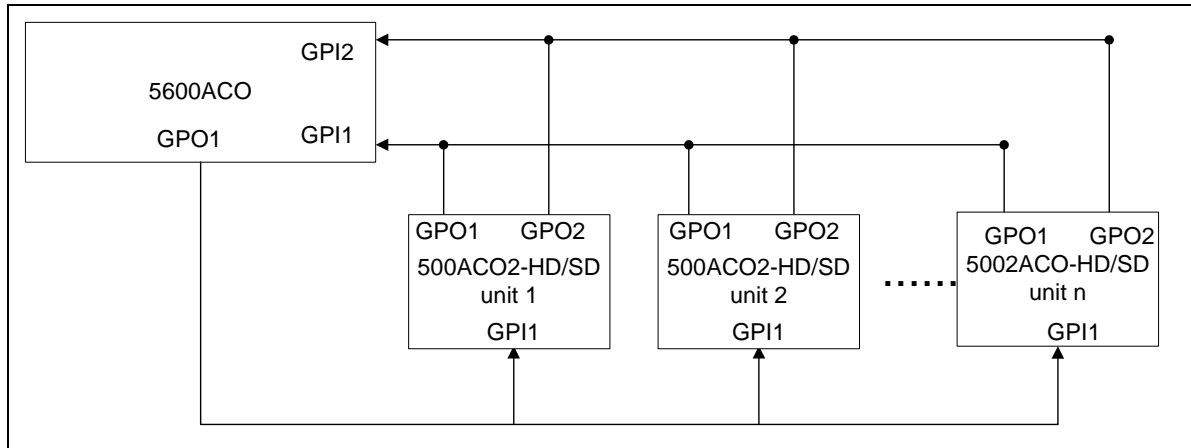 GPI2
5600ACO
GPO1 GPI1
GPO1 GPO2
500ACO2-HD/SD
unit 1
GPI1
GPO1 GPO2
500ACO2-HD/SD
unit 2
GPI1
......
GPO1 GPO2
5002ACO-HD/SD
unit n
GPI1